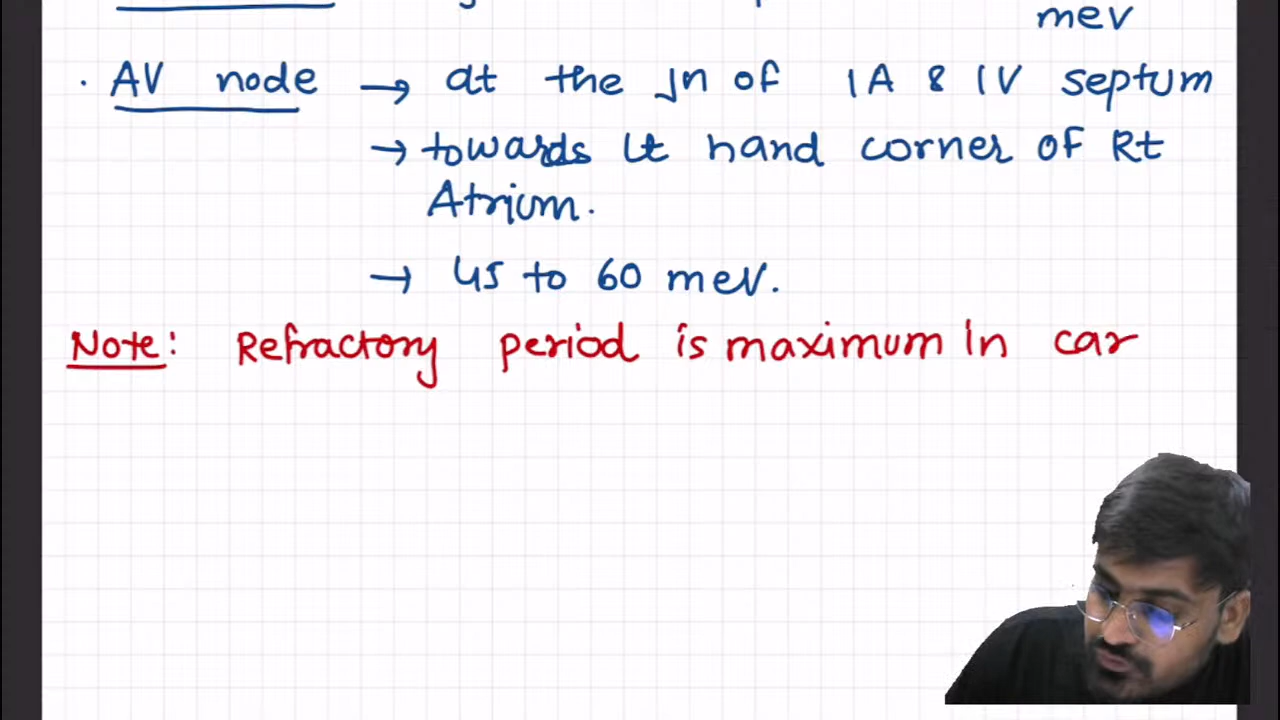 mev
· AV node → at the Jn of IA & IV septum
→ towards Lt hand corner of Rt
Atrium.
→ 45 to 60 mev.
Note: Refractory period is maximum in car